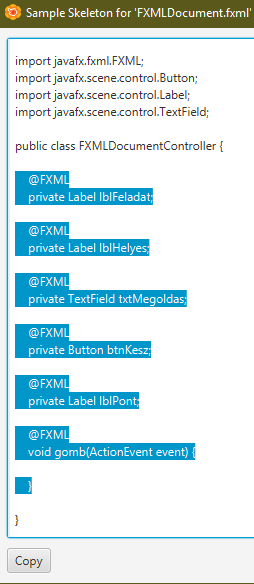 Sample Skeleton for 'FXMLDocument.fxml'
import javafx.fxml.FXML;
import javafx.scene.control.Button;
import javafx.scene.control.Label;
import javafx.scene.control.TextField;
public class FXMLDocumentController {
@FXML
private Label lblFeladat;
@FXML
private Label lblHelyes;
@FXML
private TextField txtMegoldas;
@FXML
private Button btnKesz;
@FXML
private Label lblPont;
@FXML
void gomb(ActionEvent event) {
}
}
Copy